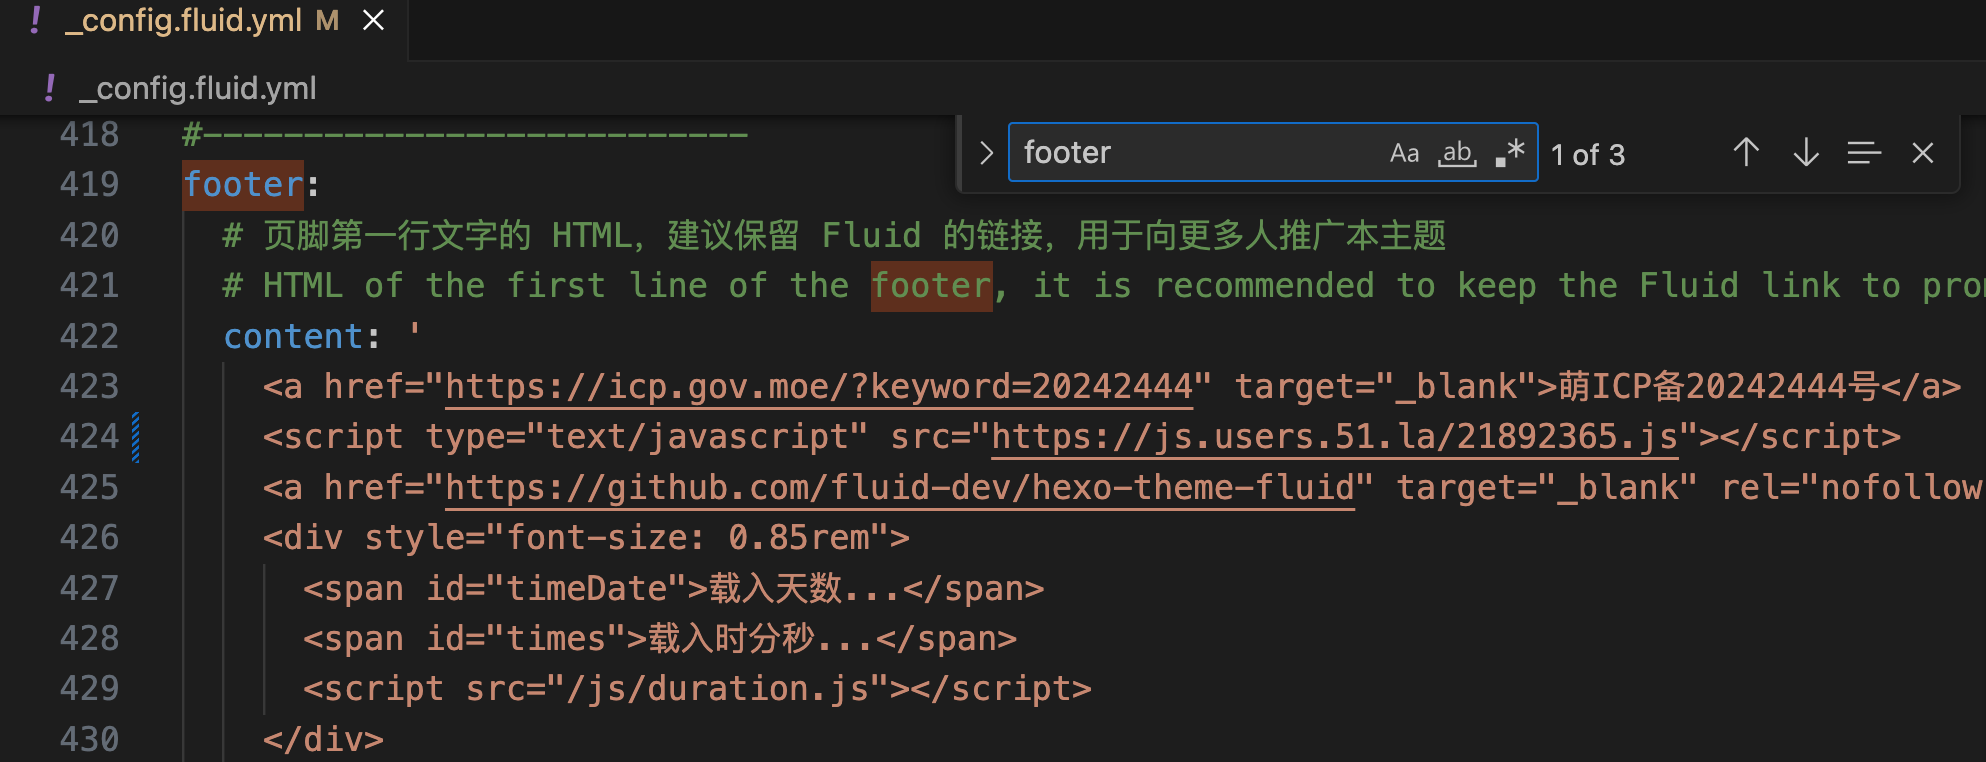 ! _config.fluid.yml M
! _config.fluid.yml
footer Aa ab .* 1 of 3
418 #---------------------------
419 footer:
420 # 页脚第一行文字的 HTML，建议保留 Fluid 的链接，用于向更多人推广本主题
421 # HTML of the first line of the footer, it is recommended to keep the Fluid link to pro
422 content: '
423 <a href="https://icp.gov.moe/?keyword=20242444" target="_blank">萌ICP备20242444号</a>
424 <script type="text/javascript" src="https://js.users.51.la/21892365.js"></script>
425 <a href="https://github.com/fluid-dev/hexo-theme-fluid" target="_blank" rel="nofollow
426 <div style="font-size: 0.85rem">
427 <span id="timeDate">载入天数...</span>
428 <span id="times">载入时分秒...</span>
429 <script src="/js/duration.js"></script>
430 </div>